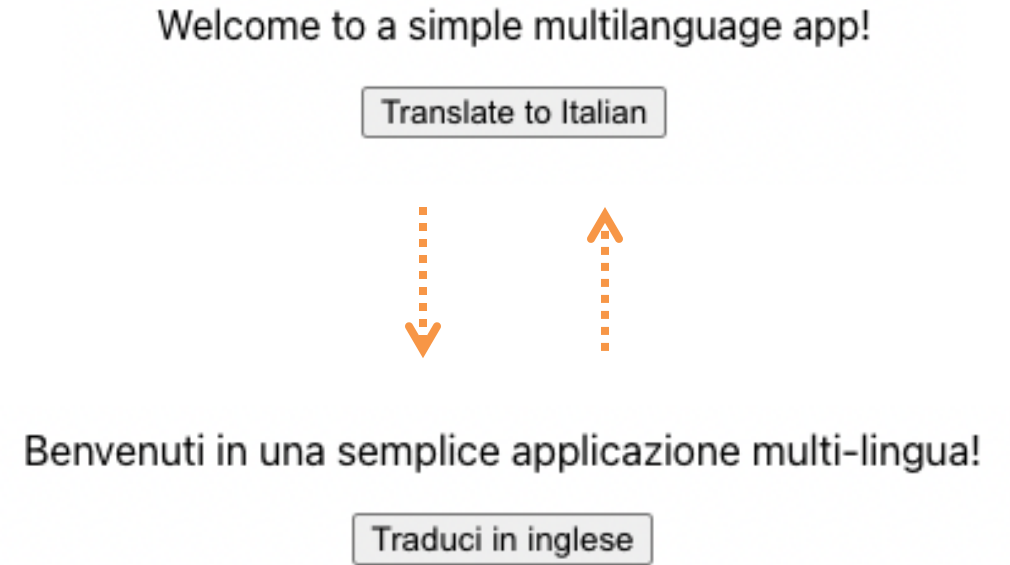 Welcome to a simple multilanguage app!
Translate to Italian
Benvenuti in una semplice applicazione multi-lingua!
Traduci in inglese